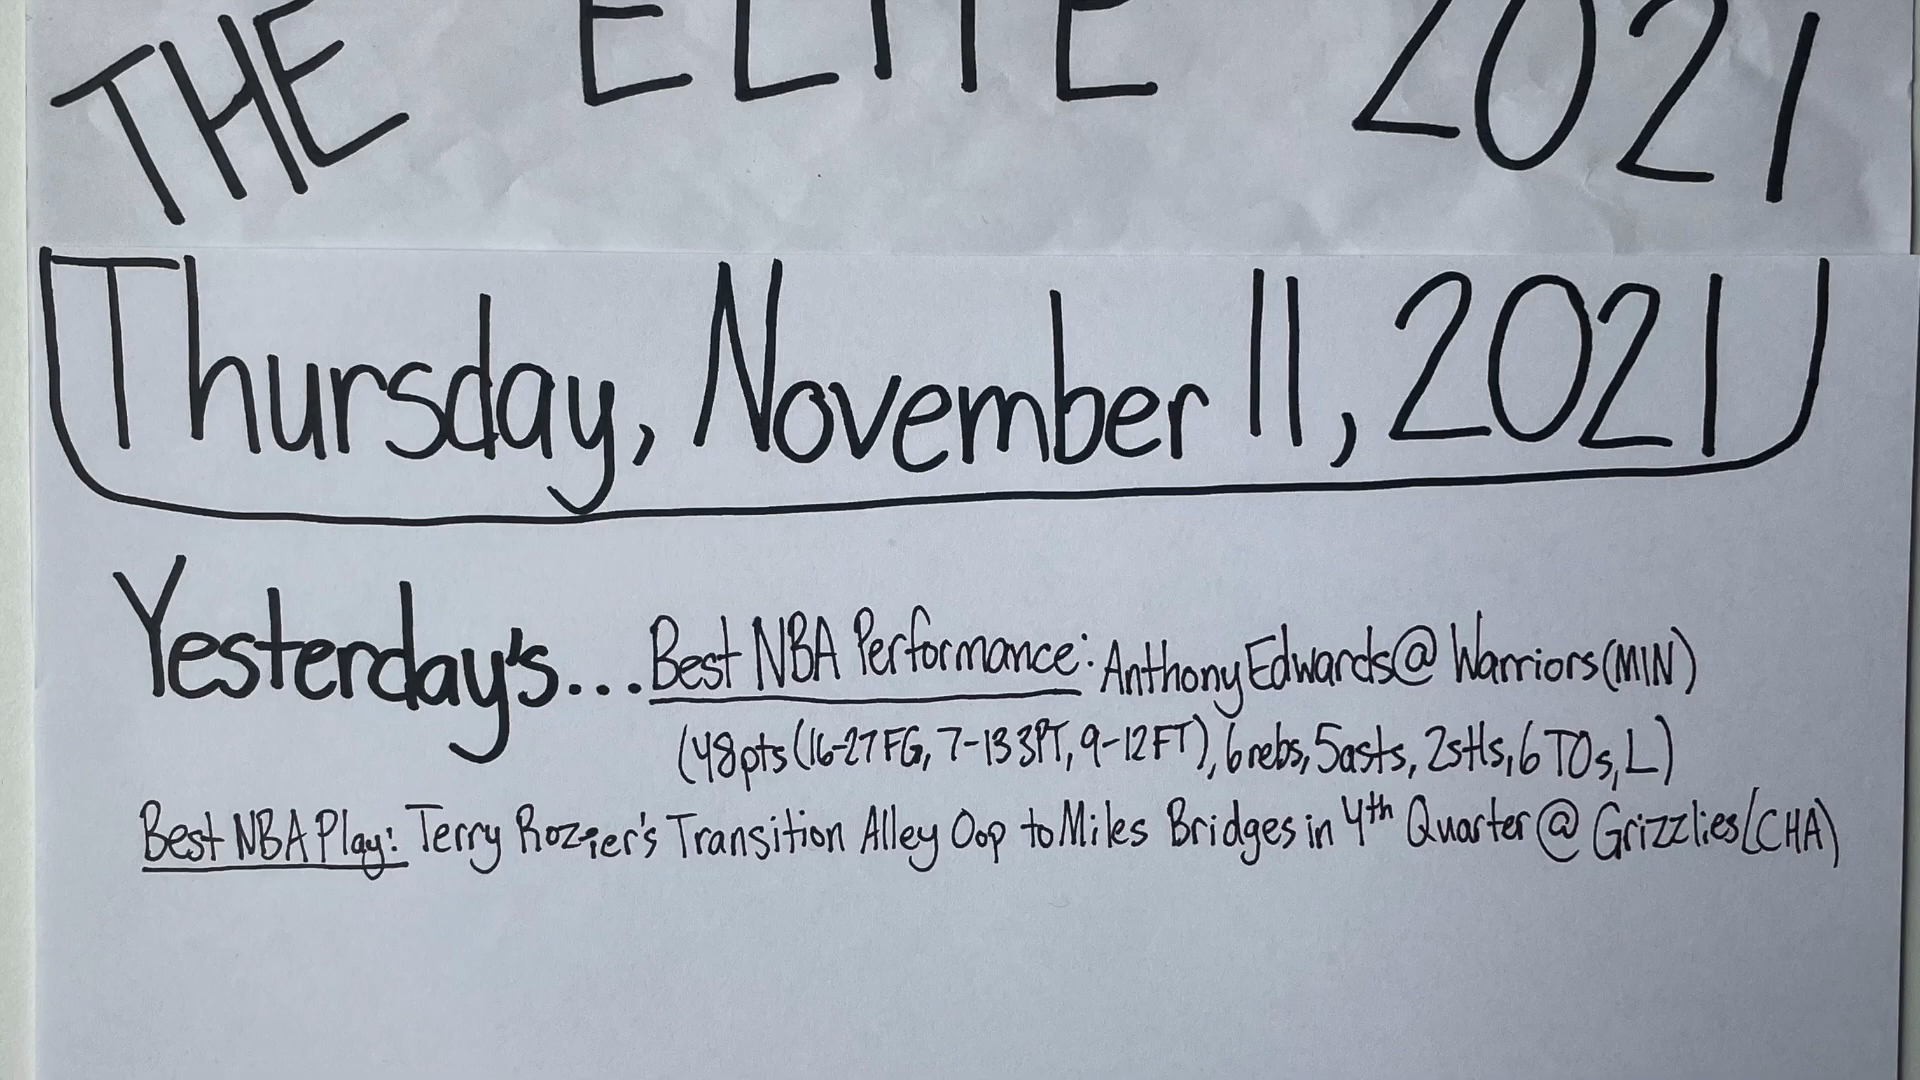 THE ELITE 2021
Thursday, November 11, 2021
Yesterday's... Best NBA Performance: Anthony Edwards @ Warriors (MIN)
(48pts (16-27 FG, 7-13 3PT, 9-12 FT), 6 rebs, 5 asts, 2 stls, 6 TOs, L)
Best NBA Play: Terry Rozier's Transition Alley Oop to Miles Bridges in 4th Quarter @ Grizzlies (CHA)